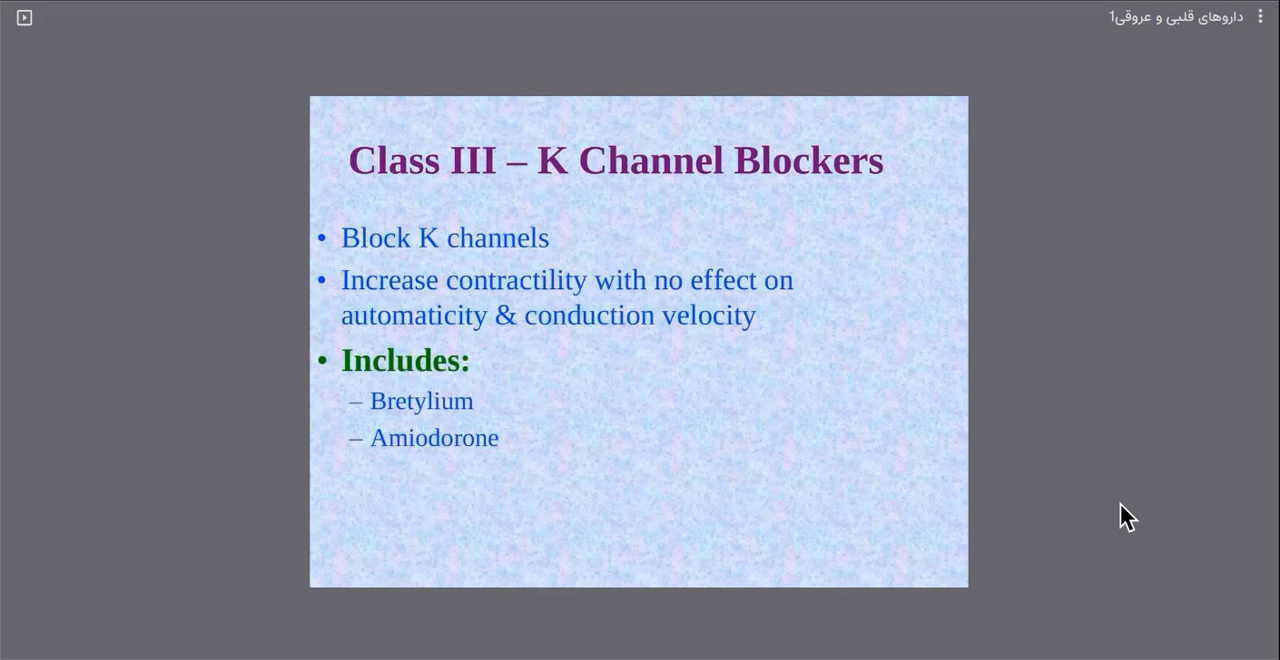 داروهای قلبی و عروقی1
Class III – K Channel Blockers
• Block K channels
• Increase contractility with no effect on
automaticity & conduction velocity
• Includes:
– Bretylium
– Amiodorone